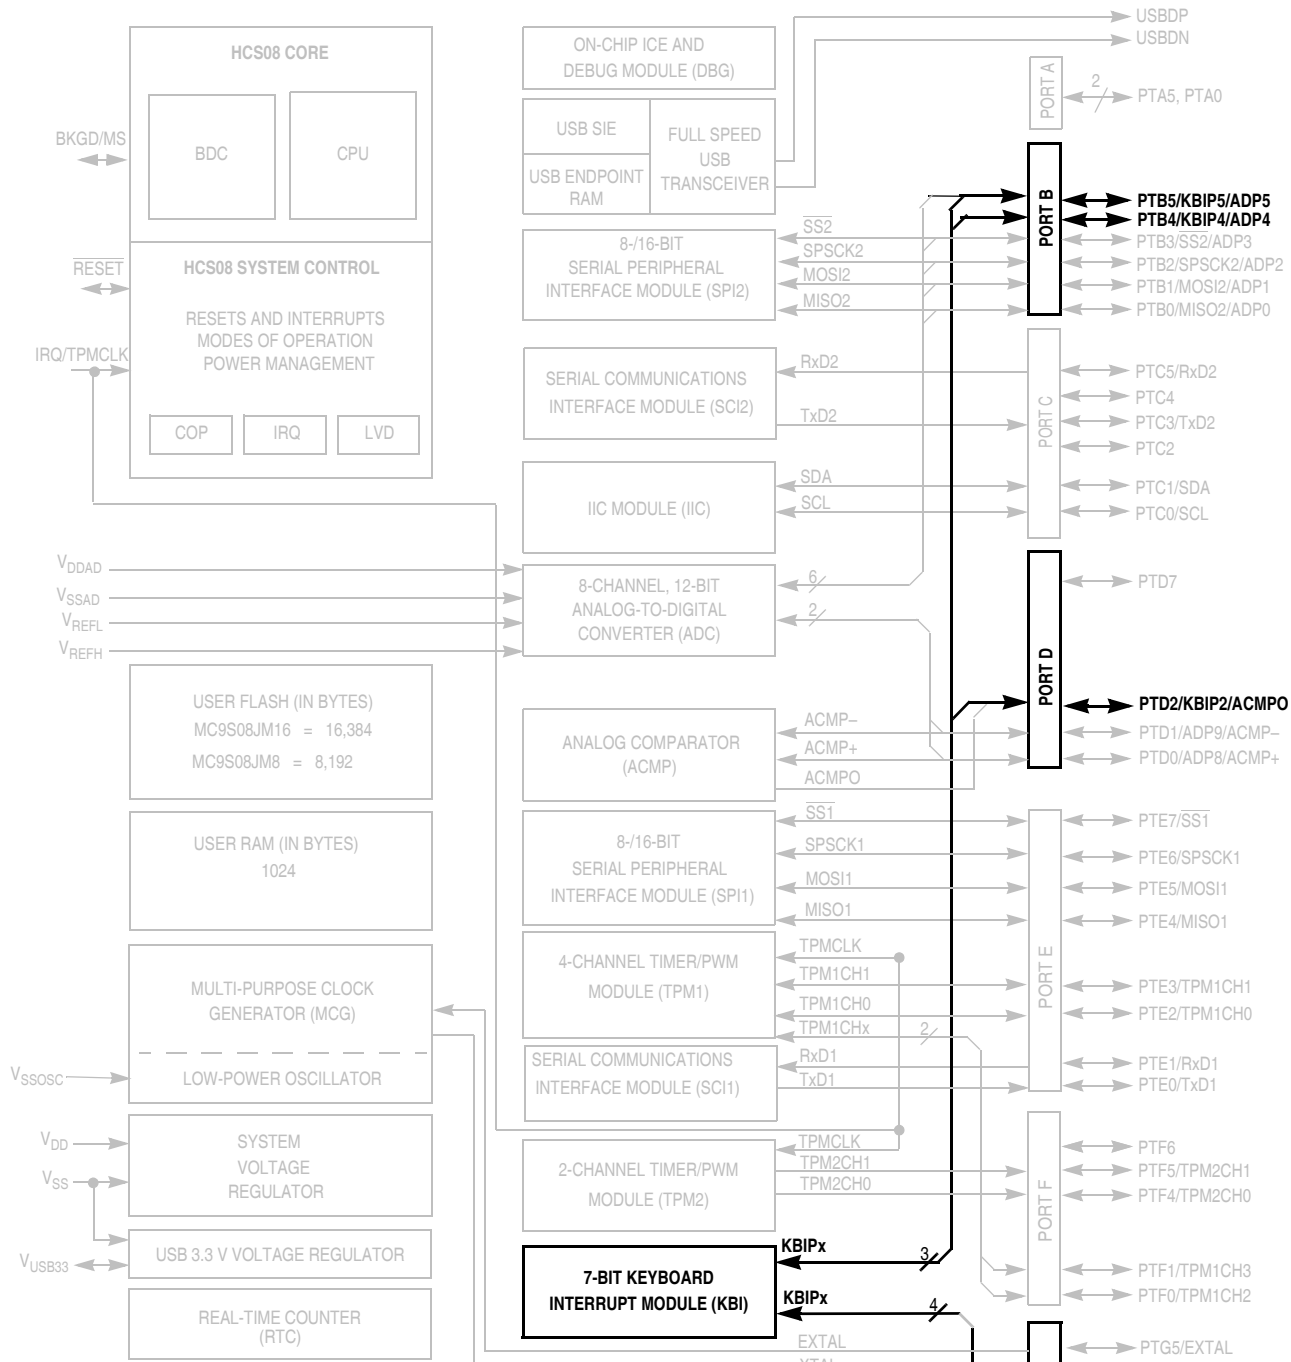 HCS08 CORE
BDC
CPU
BKGD/MS
HCS08 SYSTEM CONTROL
RESET
RESETS AND INTERRUPTS
MODES OF OPERATION
POWER MANAGEMENT
IRQ/TPMCLK
COP
IRQ
LVD
VDDAD
VSSAD
VREFL
VREFH
USER FLASH (IN BYTES)
MC9S08JM16 = 16,384
MC9S08JM8 = 8,192
USER RAM (IN BYTES)
1024
MULTI-PURPOSE CLOCK
GENERATOR (MCG)
LOW-POWER OSCILLATOR
VSSOSC
VDD
VSS
SYSTEM
VOLTAGE
REGULATOR
USB 3.3 V VOLTAGE REGULATOR
VUSB33
REAL-TIME COUNTER
(RTC)
ON-CHIP ICE AND
DEBUG MODULE (DBG)
USB SIE
USB ENDPOINT
RAM
FULL SPEED
USB
TRANSCEIVER
8-/16-BIT
SERIAL PERIPHERAL
INTERFACE MODULE (SPI2)
SS2
SPSCK2
MOSI2
MISO2
SERIAL COMMUNICATIONS
INTERFACE MODULE (SCI2)
RxD2
TxD2
IIC MODULE (IIC)
SDA
SCL
8-CHANNEL, 12-BIT
ANALOG-TO-DIGITAL
CONVERTER (ADC)
6
2
ANALOG COMPARATOR
(ACMP)
ACMP–
ACMP+
ACMPO
8-/16-BIT
SERIAL PERIPHERAL
INTERFACE MODULE (SPI1)
SS1
SPSCK1
MOSI1
MISO1
4-CHANNEL TIMER/PWM
MODULE (TPM1)
TPMCLK
TPM1CH1
TPM1CH0
TPM1CHx
2
SERIAL COMMUNICATIONS
INTERFACE MODULE (SCI1)
RxD1
TxD1
2-CHANNEL TIMER/PWM
MODULE (TPM2)
TPMCLK
TPM2CH1
TPM2CH0
7-BIT KEYBOARD
INTERRUPT MODULE (KBI)
KBIPx
3
KBIPx
4
EXTAL
XTAL
USBDP
USBDN
PORT A
2
PTA5, PTA0
PORT B
PTB5/KBIP5/ADP5
PTB4/KBIP4/ADP4
PTB3/SS2/ADP3
PTB2/SPSCK2/ADP2
PTB1/MOSI2/ADP1
PTB0/MISO2/ADP0
PORT C
PTC5/RxD2
PTC4
PTC3/TxD2
PTC2
PTC1/SDA
PTC0/SCL
PORT D
PTD7
PTD2/KBIP2/ACMPO
PTD1/ADP9/ACMP–
PTD0/ADP8/ACMP+
PORT E
PTE7/SS1
PTE6/SPSCK1
PTE5/MOSI1
PTE4/MISO1
PTE3/TPM1CH1
PTE2/TPM1CH0
PTE1/RxD1
PTE0/TxD1
PORT F
PTF6
PTF5/TPM2CH1
PTF4/TPM2CH0
PTF1/TPM1CH3
PTF0/TPM1CH2
PTG5/EXTAL